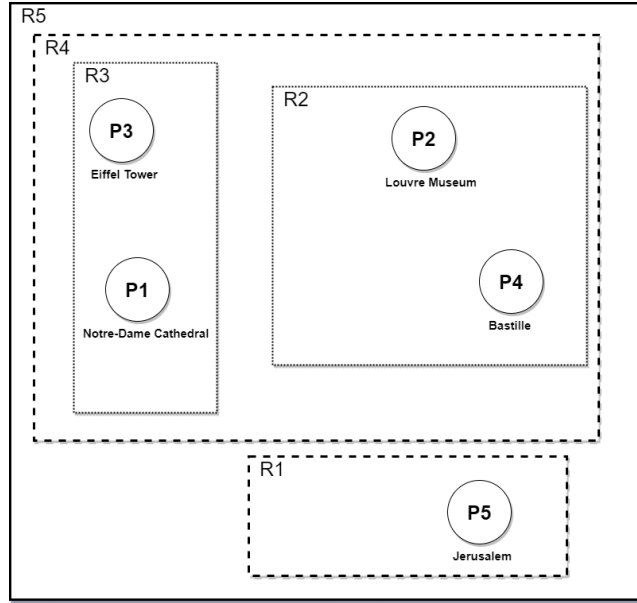 R5
R4
R3
R2
P3
Eiffel Tower
P2
Louvre Museum
P1
Notre-Dame Cathedral
P4
Bastille
R1
P5
Jerusalem